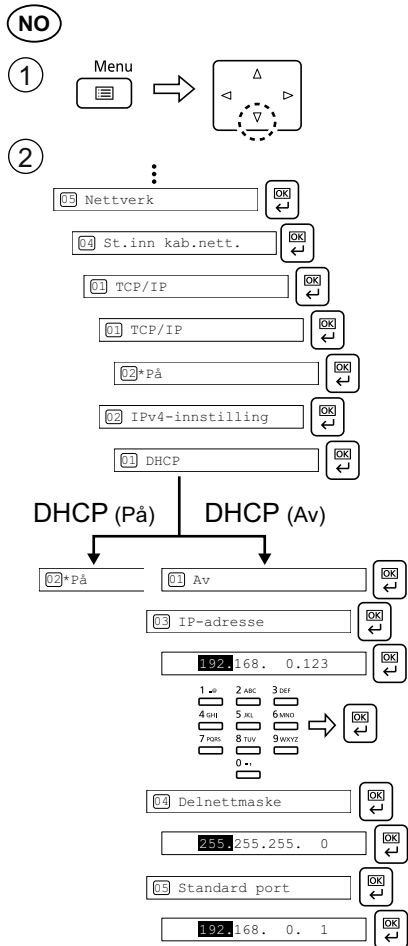 NO
1 Menu
2
05 Nettverk OK
04 St.inn kab.nett. OK
01 TCP/IP OK
01 TCP/IP OK
02*På OK
02 IPv4-innstilling OK
01 DHCP OK
DHCP (På) DHCP (Av)
02*På 01 Av OK
03 IP-adresse OK
192.168. 0.123 OK
1 .@ 2 ABC 3 DEF
4 GHI 5 JKL 6 MNO OK
7 PQRS 8 TUV 9 WXYZ
0 -,
04 Delnettmaske OK
255.255.255. 0 OK
05 Standard port OK
192.168. 0. 1 OK